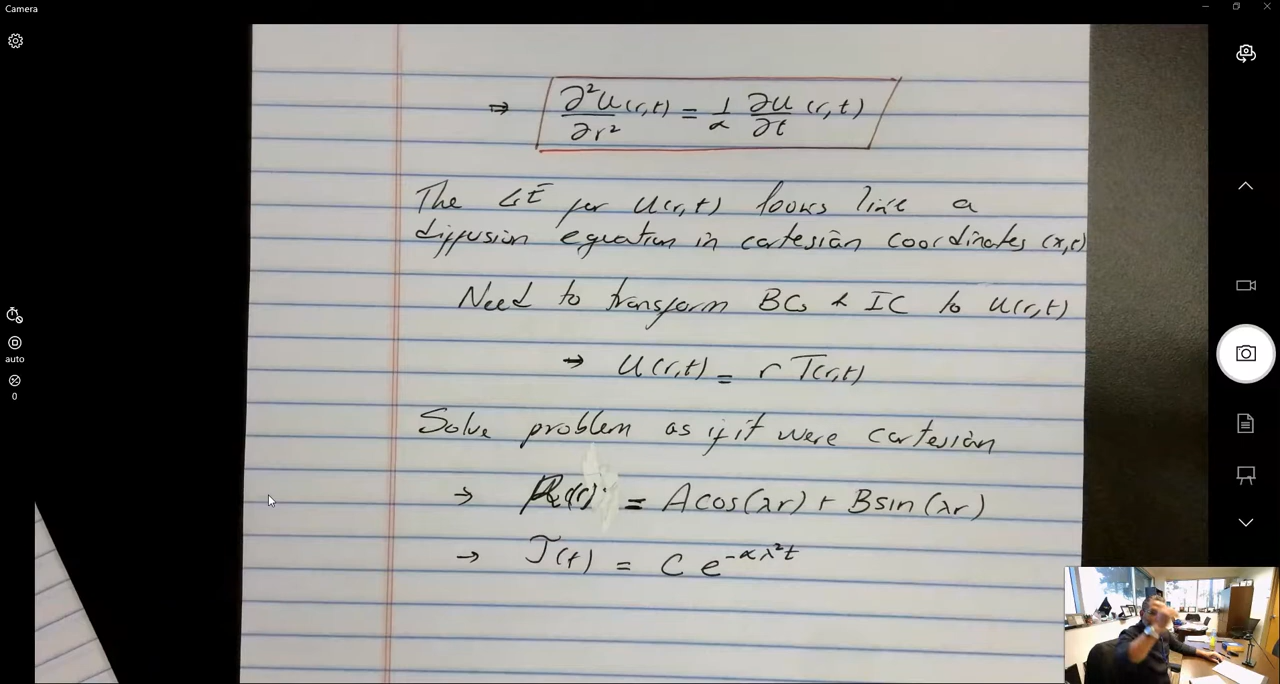 Camera
⇒ ∂²U(r,t)/∂r² = 1/α ∂U/∂t (r,t)
The GE for U(r,t) looks like a
diffusion equation in cartesian coordinates (x,t)
Need to transform BCs & IC to U(r,t)
→ U(r,t) = r T(r,t)
Solve problem as if it were cartesian
→ R(r) = A cos(λr) + B sin(λr)
→ T(t) = C e^-αλ²t
auto
0